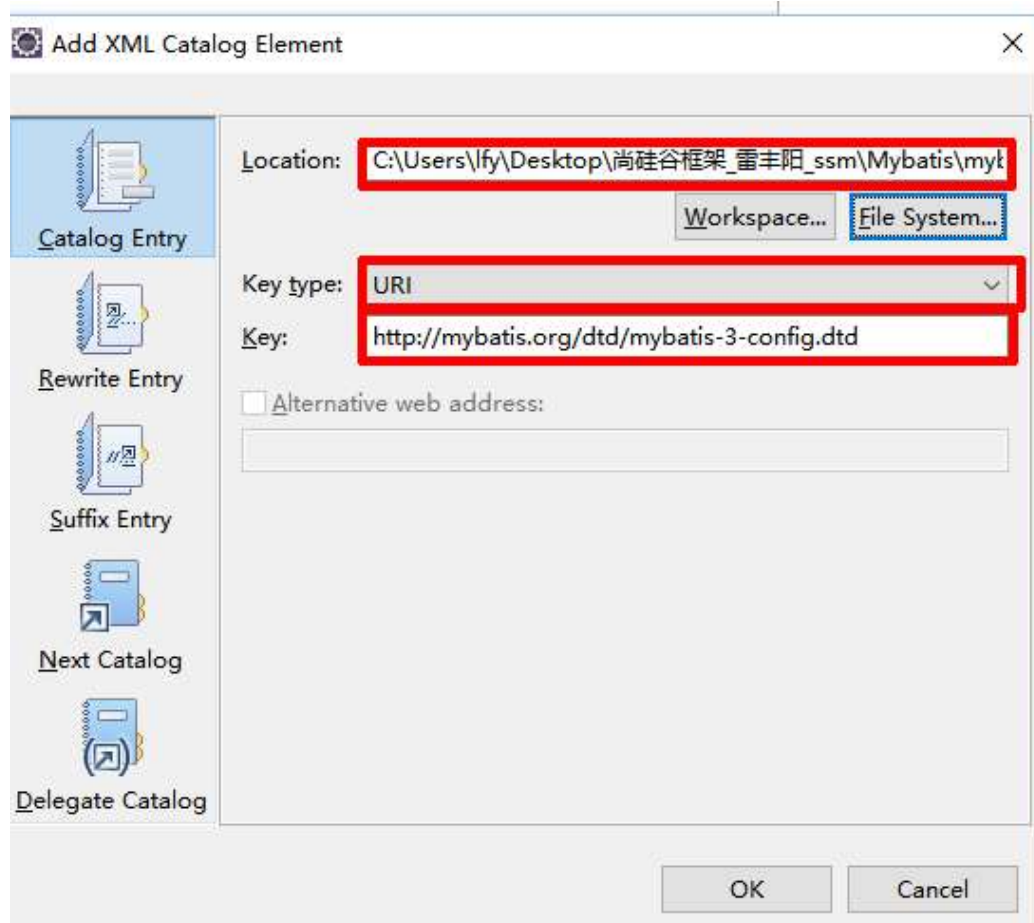 Add XML Catalog Element
Catalog Entry
Rewrite Entry
Suffix Entry
Next Catalog
Delegate Catalog
Location: C:\Users\lfy\Desktop\尚硅谷框架_雷丰阳_ssm\Mybatis\myb
Workspace... File System...
Key type: URI
Key: http://mybatis.org/dtd/mybatis-3-config.dtd
Alternative web address:
OK Cancel